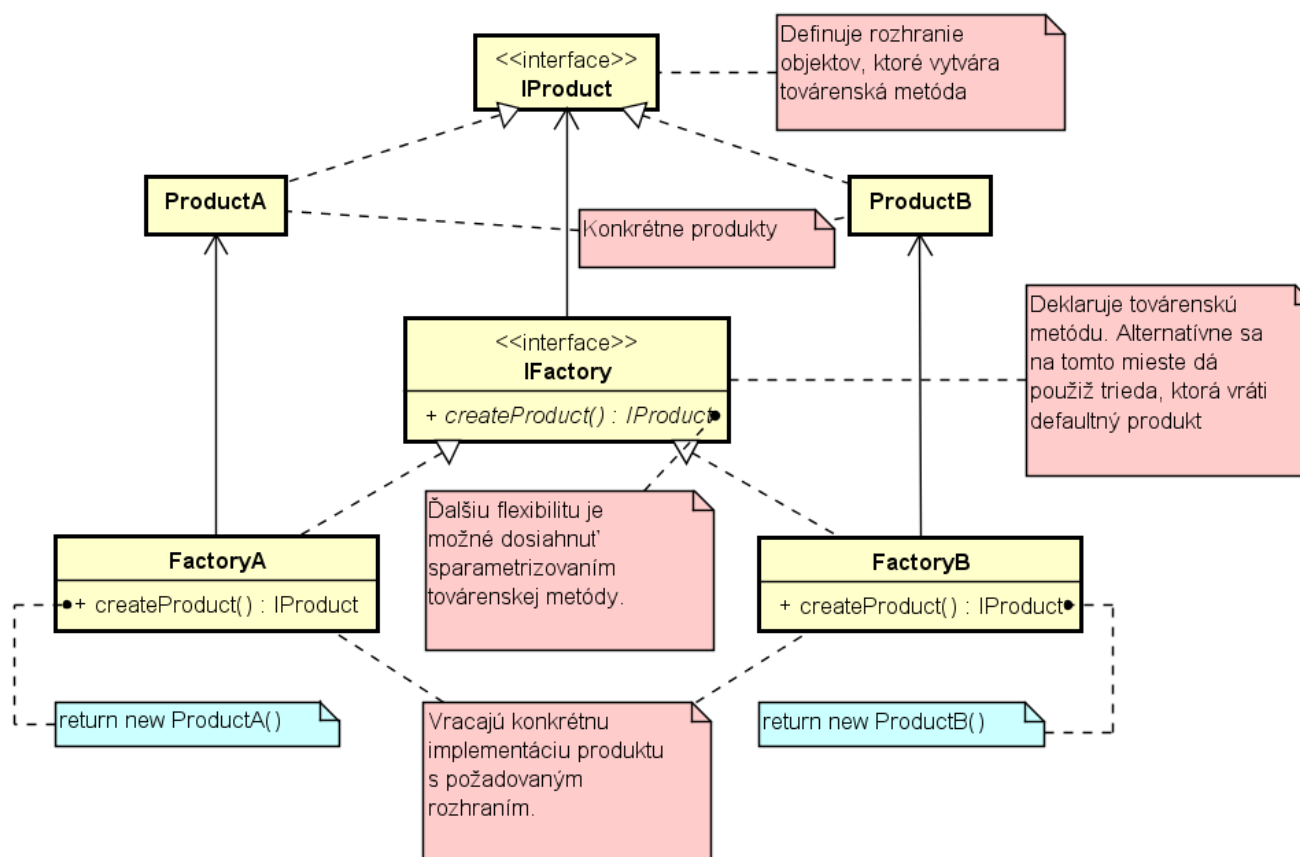 <<interface>>
IProduct
Definuje rozhranie
objektov, ktoré vytvára
továrenská metóda
ProductA
Konkrétne produkty
ProductB
<<interface>>
IFactory
+ createProduct() : IProduct
Deklaruje továrenskú
metódu. Alternatívne sa
na tomto mieste dá
použiž trieda, ktorá vráti
defaultný produkt
Ďalšiu flexibilitu je
možné dosiahnuť
sparametrizovaním
továrenskej metódy.
FactoryA
+ createProduct() : IProduct
FactoryB
+ createProduct() : IProduct
return new ProductA()
Vracajú konkrétnu
implementáciu produktu
s požadovaným
rozhraním.
return new ProductB()